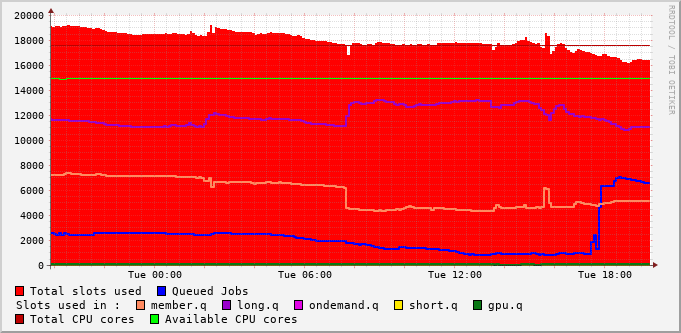 20000
18000
16000
14000
12000
10000
8000
6000
4000
2000
0
Tue 00:00 Tue 06:00 Tue 12:00 Tue 18:00
RRDTOOL / TOBI OETIKER
Total slots used Queued Jobs
Slots used in : member.q long.q ondemand.q short.q gpu.q
Total CPU cores Available CPU cores